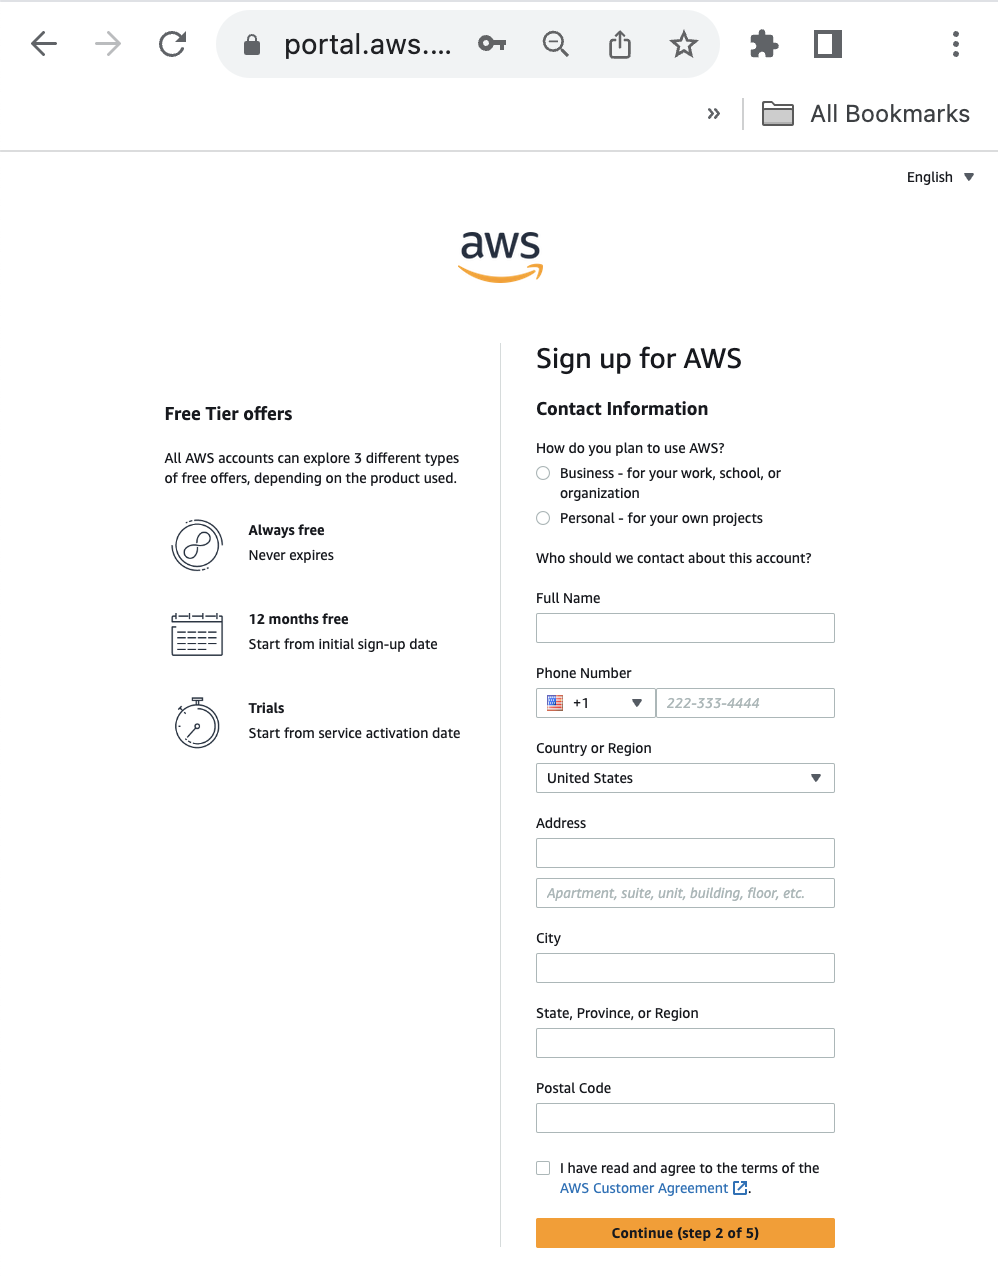 portal.aws....
» All Bookmarks
English
aws
Free Tier offers
All AWS accounts can explore 3 different types
of free offers, depending on the product used.
Always free
Never expires
12 months free
Start from initial sign-up date
Trials
Start from service activation date
Sign up for AWS
Contact Information
How do you plan to use AWS?
Business - for your work, school, or
organization
Personal - for your own projects
Who should we contact about this account?
Full Name
Phone Number
+1 222-333-4444
Country or Region
United States
Address
Apartment, suite, unit, building, floor, etc.
City
State, Province, or Region
Postal Code
I have read and agree to the terms of the
AWS Customer Agreement .
Continue (step 2 of 5)